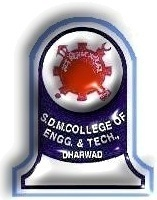 S.D.M.COLLEGE OF
ENGG. & TECH.,
DHARWAD